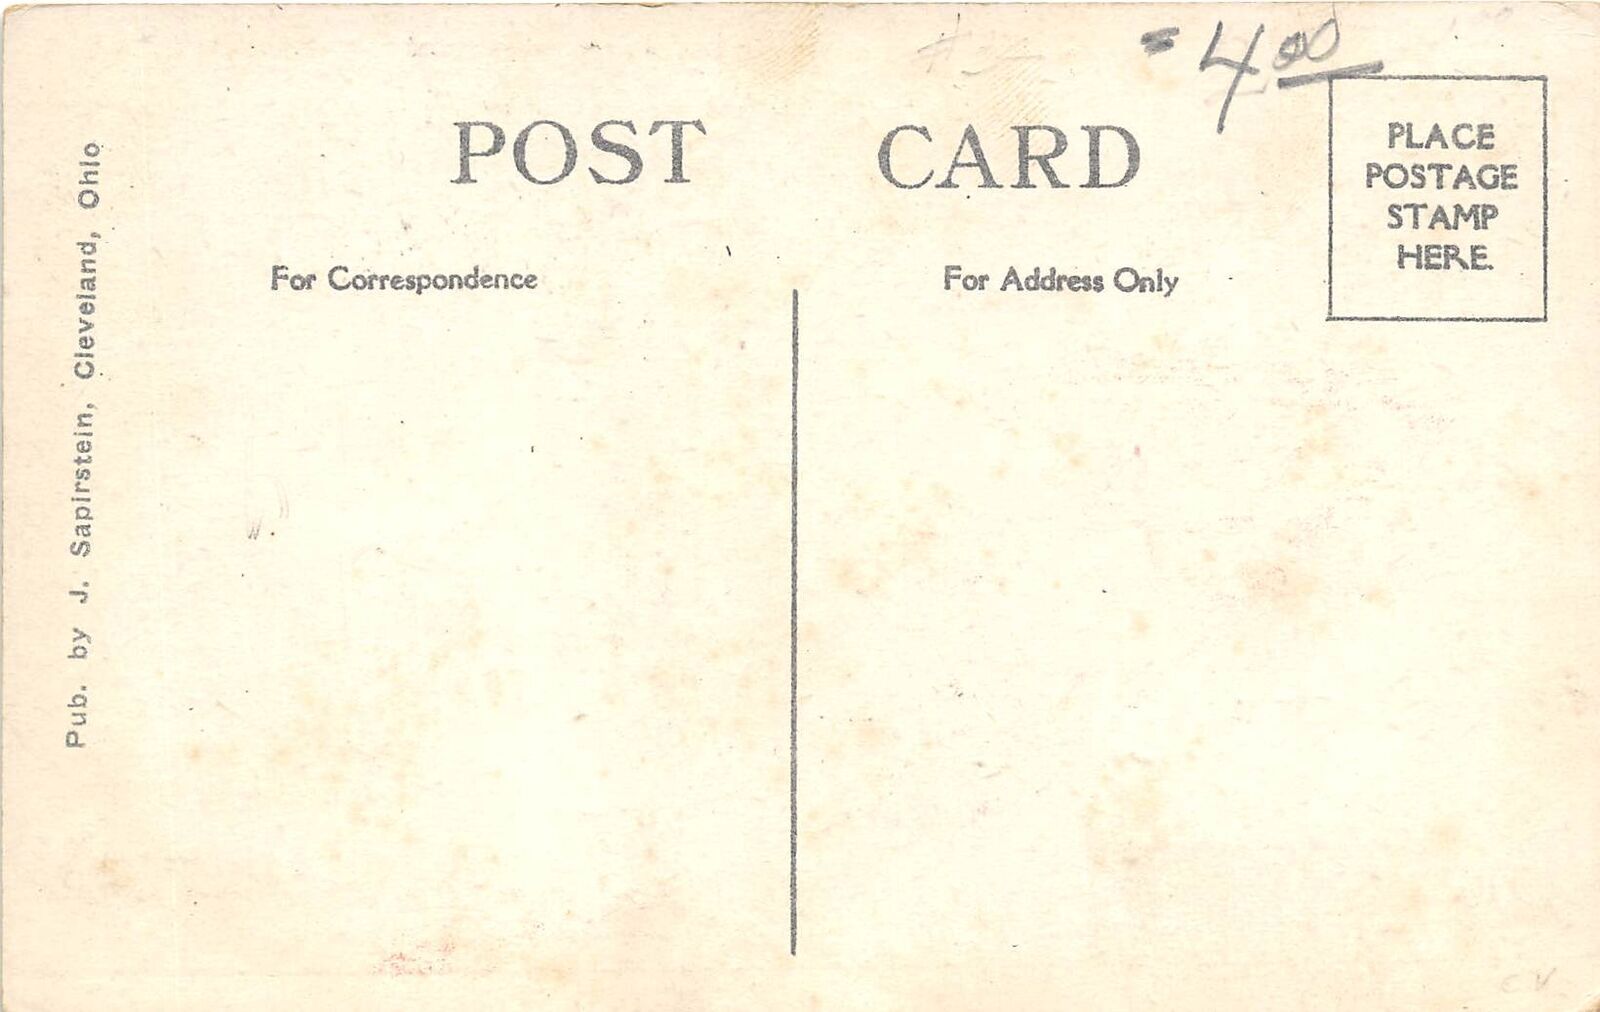 = 4.00
POST CARD
PLACE
POSTAGE
STAMP
HERE.
For Correspondence
For Address Only
Pub. by J. Sapirstein, Cleveland, Ohio